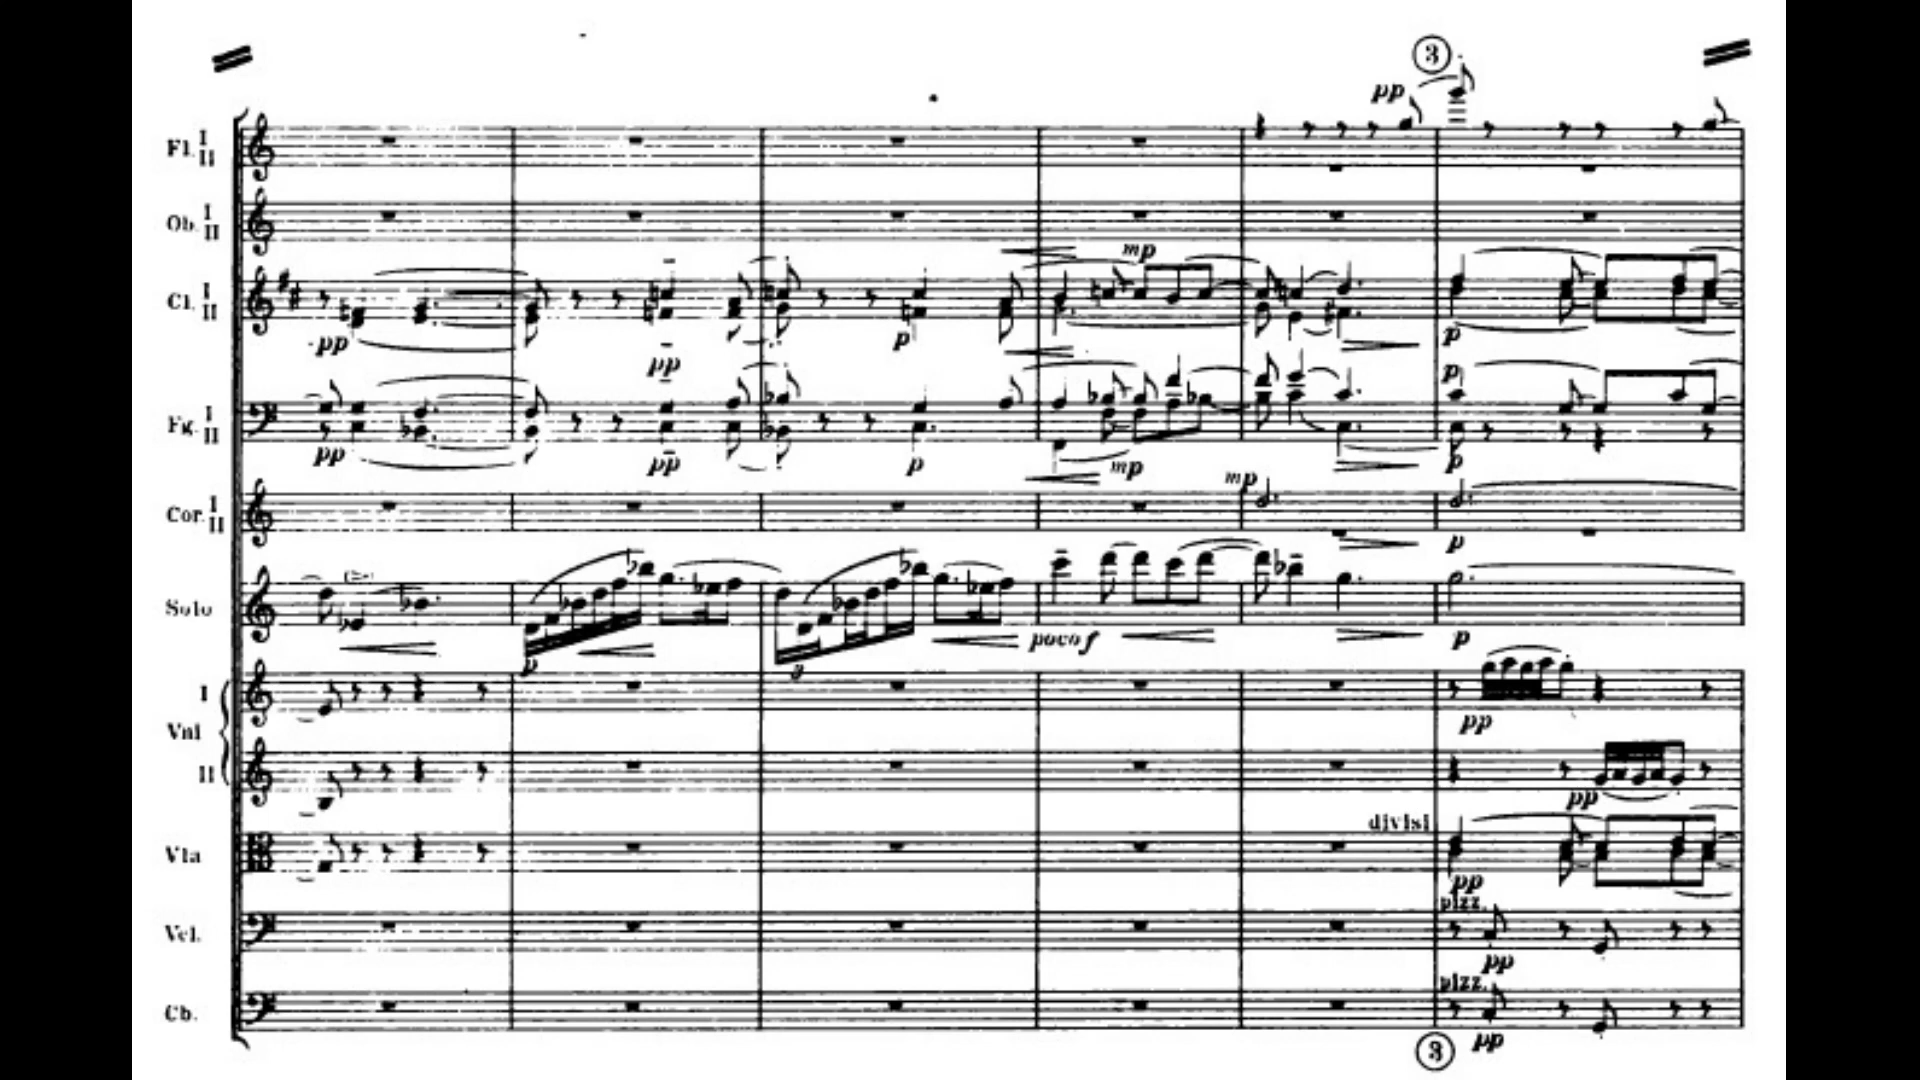 3
pp
Fl. I II
Ob. I II
mp
Cl. I II
pp
pp
p
p
p
Fg. I II
pp
pp
p
mp
p
mp
Cor. I II
p
Solo
p
p
poco f
p
I
pp
Vnl
II
pp
divisi
Vla
pp
pizz.
Vcl.
pp
pizz.
Cb.
pp
3